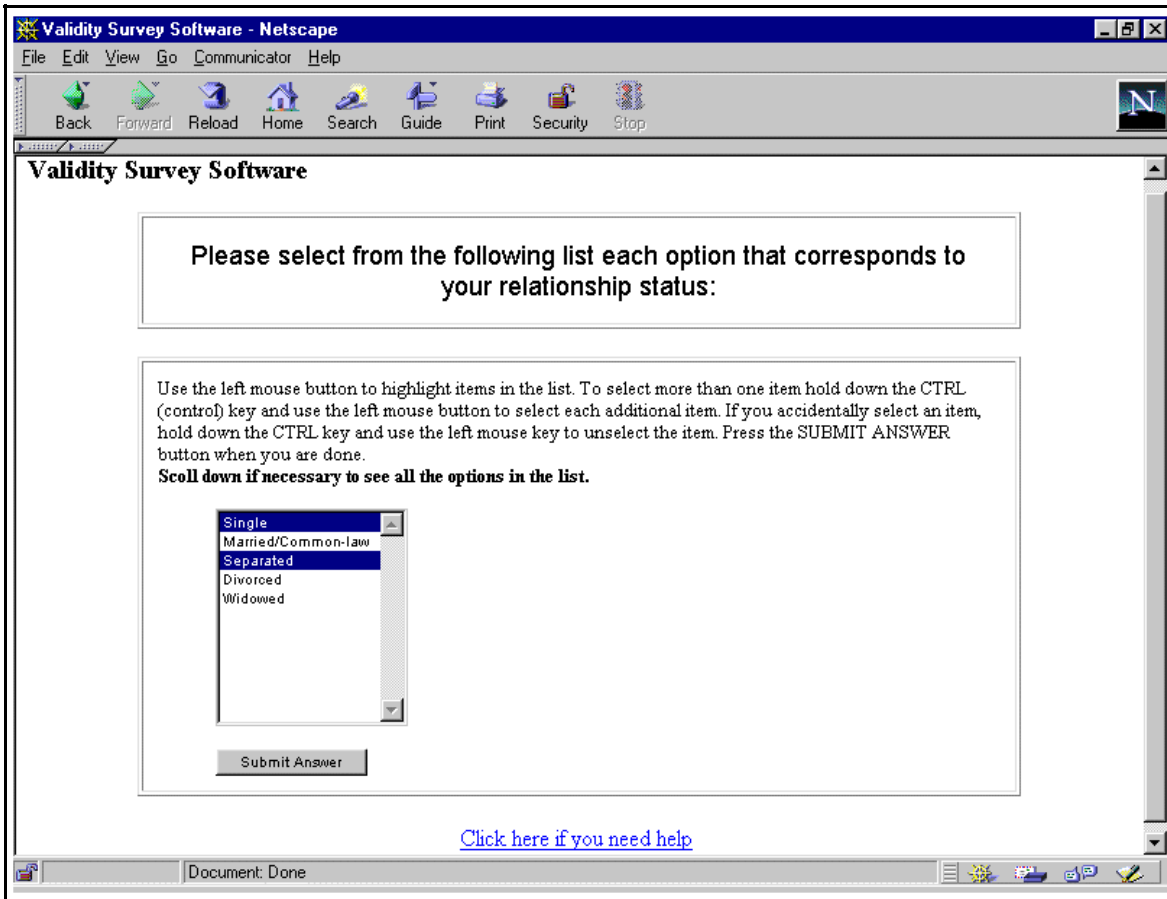 Validity Survey Software - Netscape
File Edit View Go Communicator Help
Back Forward Reload Home Search Guide Print Security Stop
N
Validity Survey Software
Please select from the following list each option that corresponds to
your relationship status:
Use the left mouse button to highlight items in the list. To select more than one item hold down the CTRL
(control) key and use the left mouse button to select each additional item. If you accidentally select an item,
hold down the CTRL key and use the left mouse key to unselect the item. Press the SUBMIT ANSWER
button when you are done.
Scoll down if necessary to see all the options in the list.
Single
Married/Common-law
Separated
Divorced
Widowed
Submit Answer
Click here if you need help
Document: Done